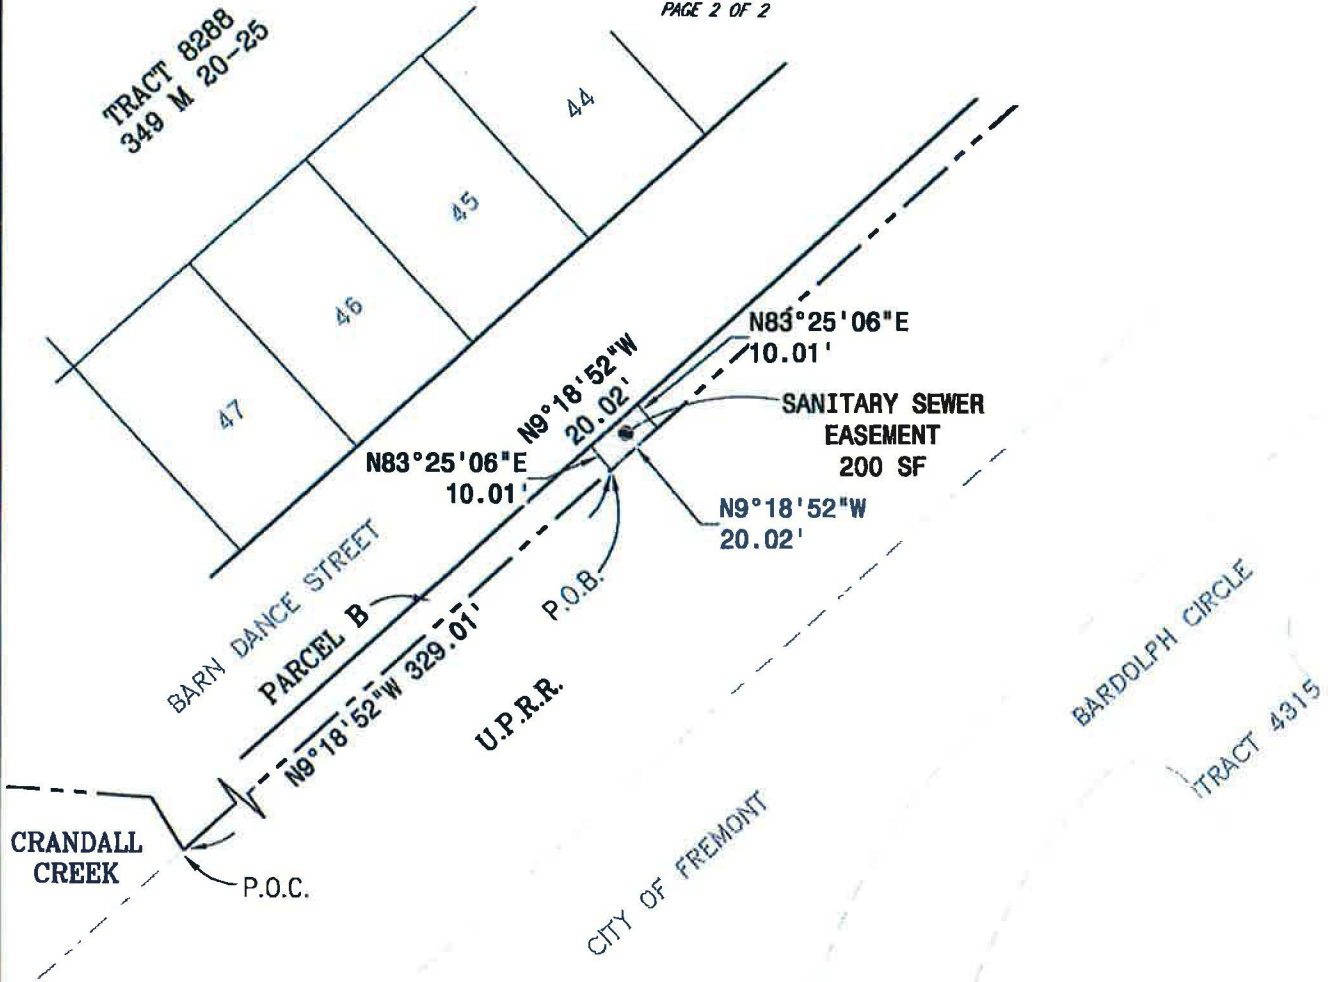 PAGE 2 OF 2
TRACT 8288
349 M 20-25
44
45
46
47
N83°25'06"E
10.01'
N9°18'52"W
20.02'
SANITARY SEWER
EASEMENT
200 SF
N83°25'06"E
10.01'
N9°18'52"W
20.02'
BARN DANCE STREET
PARCEL B
P.O.B.
N9°18'52"W 329.01'
U.P.R.R.
BARDOLPH CIRCLE
TRACT 4315
CRANDALL
CREEK
P.O.C.
CITY OF FREMONT